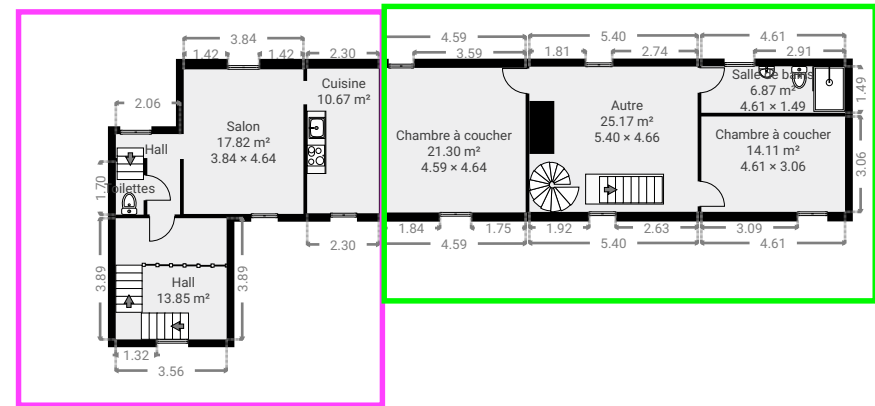 3.84
4.59
5.40
4.61
1.42
1.42
2.30
3.59
1.81
2.74
2.91
Cuisine
10.67 m²
Salle de bains
6.87 m²
4.61 × 1.49
1.49
2.06
Salon
17.82 m²
3.84 × 4.64
Autre
25.17 m²
5.40 × 4.66
Chambre à coucher
21.30 m²
4.59 × 4.64
Chambre à coucher
14.11 m²
4.61 × 3.06
3.06
Hall
1.70
Toilettes
1.84
1.75
1.92
2.63
3.09
2.30
4.59
5.40
4.61
3.89
Hall
13.85 m²
3.89
1.32
3.56